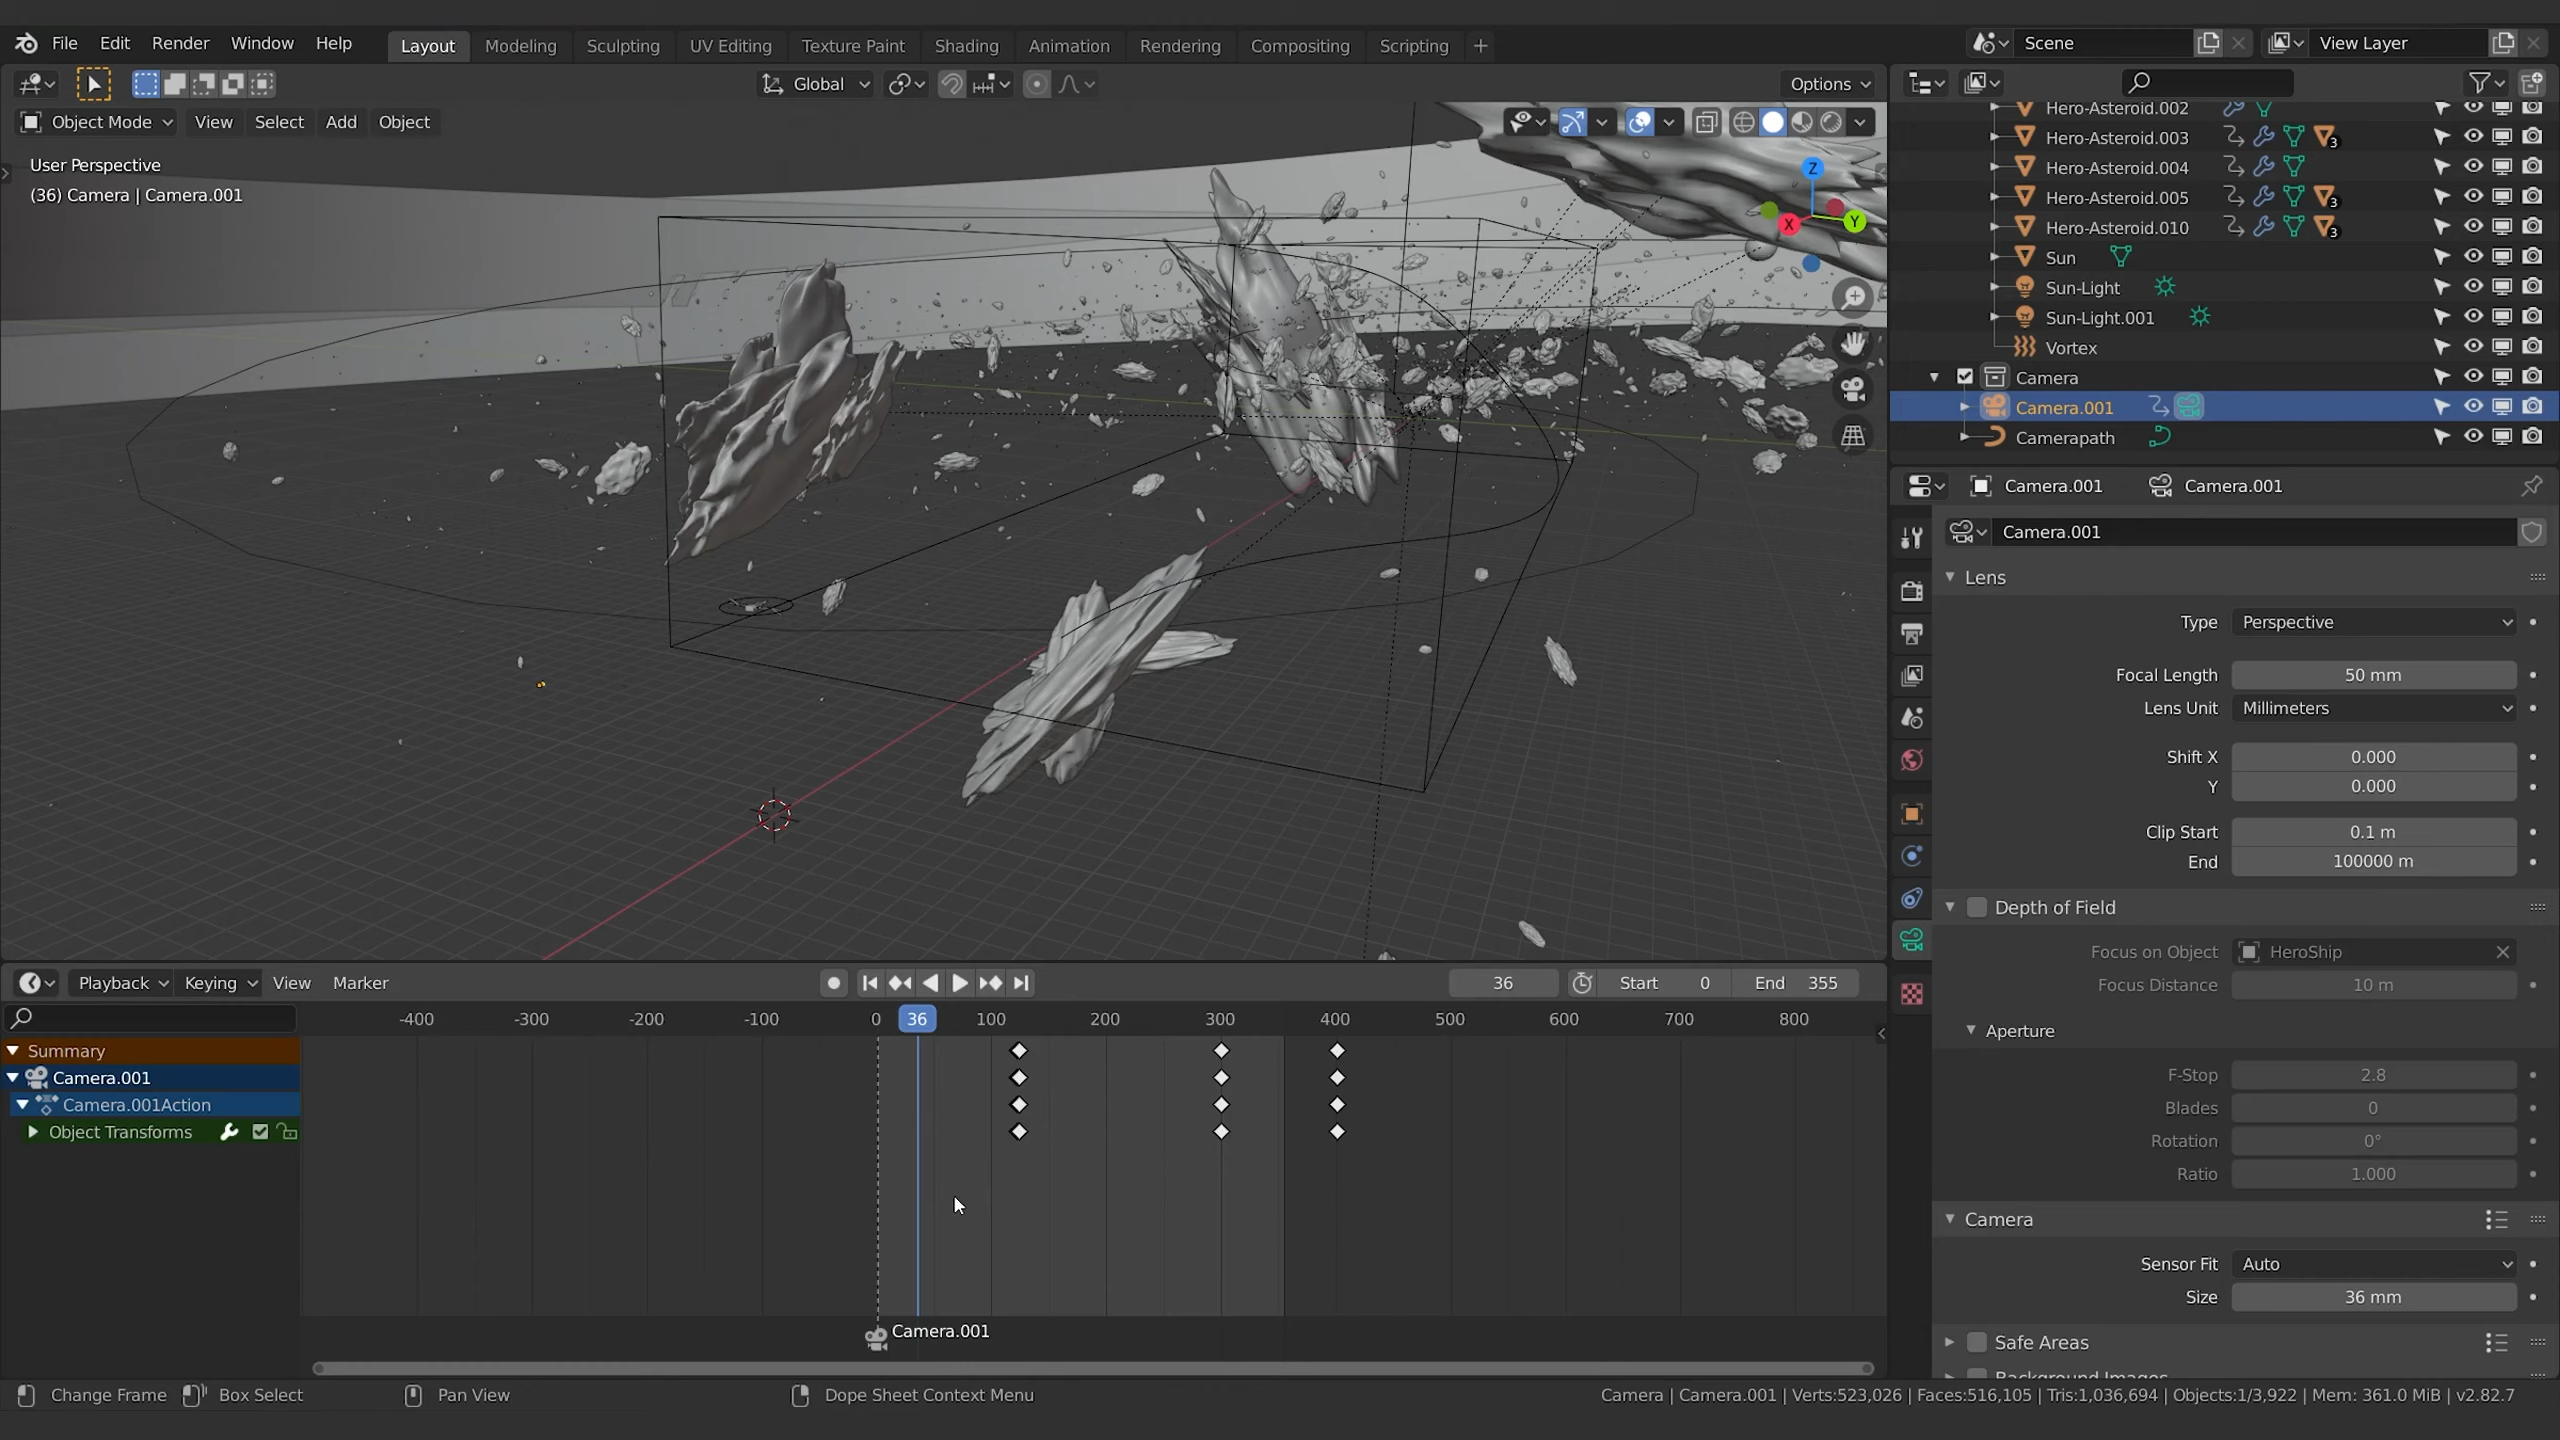 File Edit Render Window Help Layout Modeling Sculpting UV Editing Texture Paint Shading Animation Rendering Compositing Scripting + Scene View Layer
Global Options
Object Mode View Select Add Object
User Perspective
(36) Camera | Camera.001
Z
X Y
Hero-Asteroid.002
Hero-Asteroid.003 3
Hero-Asteroid.004
Hero-Asteroid.005 3
Hero-Asteroid.010 3
Sun
Sun-Light
Sun-Light.001
Vortex
Camera
Camera.001
Camerapath
Camera.001 Camera.001
Camera.001
Lens
Type Perspective
Focal Length 50 mm
Lens Unit Millimeters
Shift X 0.000
Y 0.000
Clip Start 0.1 m
End 100000 m
Depth of Field
Focus on Object HeroShip
Focus Distance 10 m
Aperture
F-Stop 2.8
Blades 0
Rotation 0°
Ratio 1.000
Camera
Sensor Fit Auto
Size 36 mm
Safe Areas
Background Images
Playback Keying View Marker 36 Start 0 End 355
-400 -300 -200 -100 0 36 100 200 300 400 500 600 700 800
Summary
Camera.001
Camera.001Action
Object Transforms
Camera.001
Change Frame Box Select Pan View Dope Sheet Context Menu Camera | Camera.001 | Verts:523,026 | Faces:516,105 | Tris:1,036,694 | Objects:1/3,922 | Mem: 361.0 MiB | v2.82.7